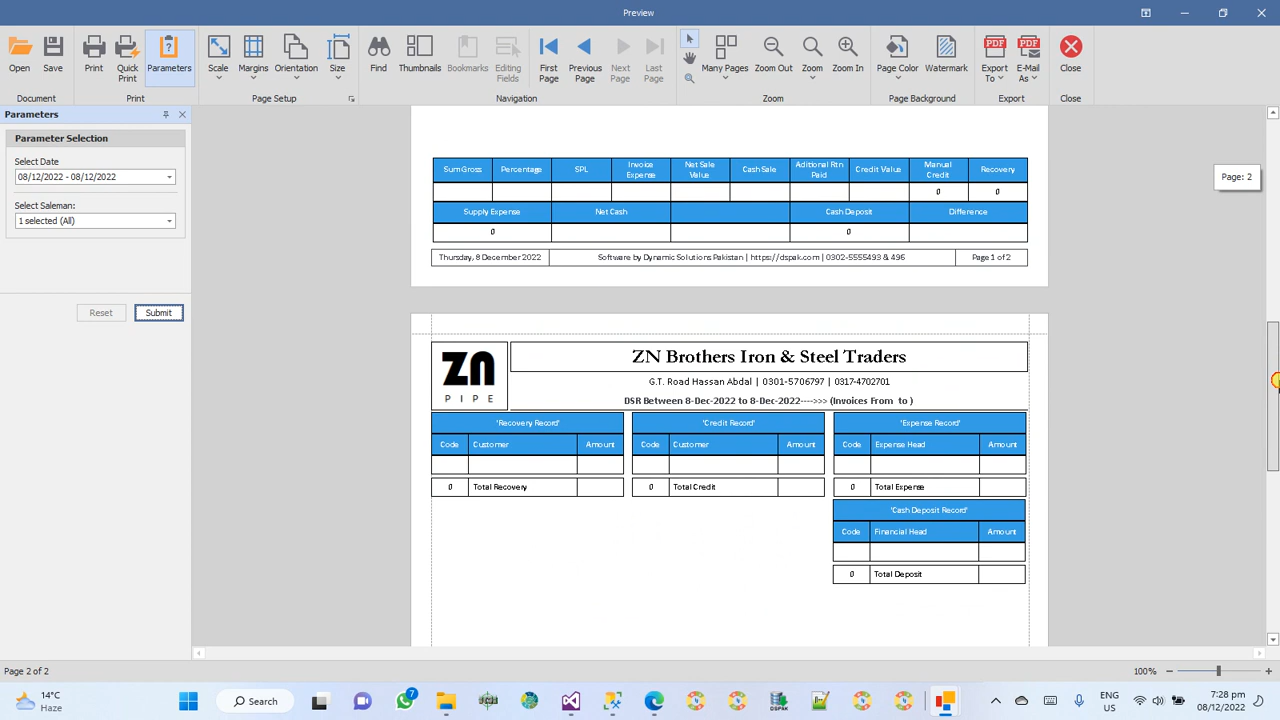 Preview
Open Save Print Quick Print Parameters Scale Margins Orientation Size Find Thumbnails Bookmarks Editing Fields First Page Previous Page Next Page Last Page Many Pages Zoom Out Zoom Zoom In Page Color Watermark Export To E-Mail As Close
Document Print Page Setup Navigation Zoom Page Background Export Close
Parameters
Parameter Selection
Select Date
08/12/2022 - 08/12/2022
Select Saleman:
1 selected (All)
Reset Submit
Page: 2
Sum Gross Percentage SPL Invoice Expense Net Sale Value Cash Sale Aditional Rtn Paid Credit Value Manual Credit Recovery
0 0
Supply Expense Net Cash Cash Deposit Difference
0 0
Thursday, 8 December 2022 Software by Dynamic Solutions Pakistan | https://dspak.com | 0302-5555493 & 496 Page 1 of 2
ZN
PIPE
ZN Brothers Iron & Steel Traders
G.T. Road Hassan Abdal | 0301-5706797 | 0317-4702701
DSR Between 8-Dec-2022 to 8-Dec-2022---->>> (Invoices From to )
'Recovery Record' 'Credit Record' 'Expense Record'
Code Customer Amount Code Customer Amount Code Expense Head Amount
0 Total Recovery 0 Total Credit 0 Total Expense
'Cash Deposit Record'
Code Financial Head Amount
0 Total Deposit
Page 2 of 2 100%
14°C
Haze
Search
7
DSPAK
ENG
US
7:28 pm
08/12/2022